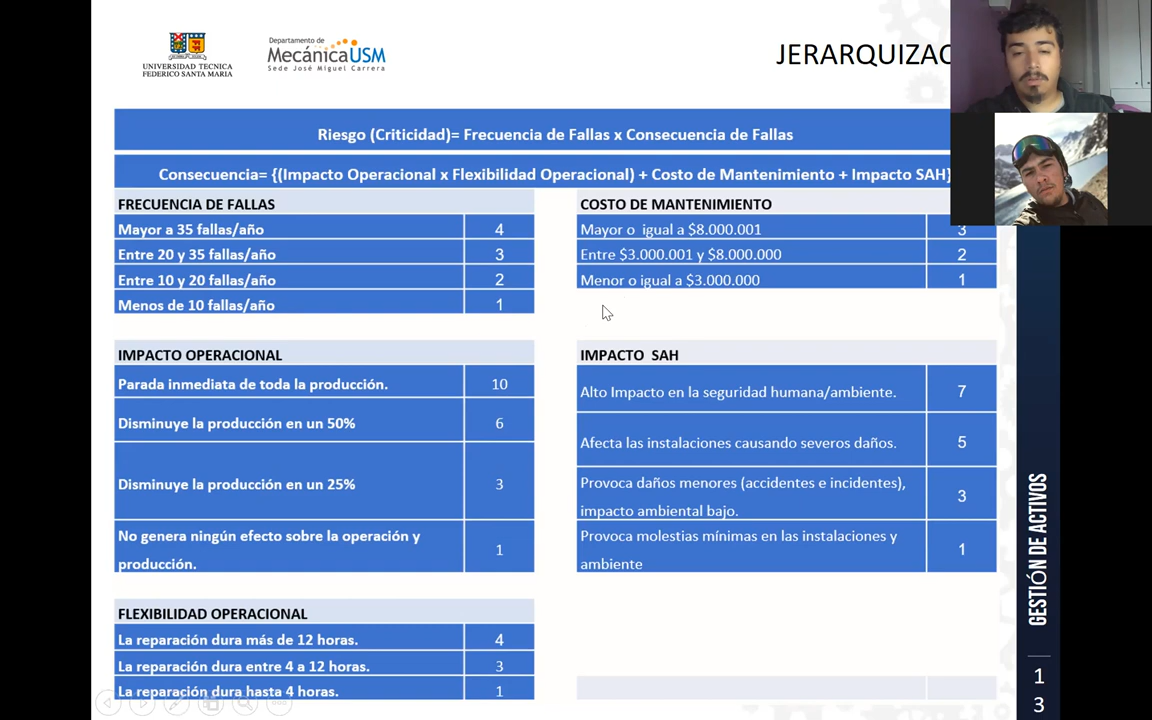 UNIVERSIDAD TECNICA
FEDERICO SANTA MARIA
Departamento de
MecánicaUSM
Sede José Miguel Carrera
JERARQUIZAC
Riesgo (Criticidad)= Frecuencia de Fallas x Consecuencia de Fallas
Consecuencia= {(Impacto Operacional x Flexibilidad Operacional) + Costo de Mantenimiento + Impacto SAH}
FRECUENCIA DE FALLAS
Mayor a 35 fallas/año 4
Entre 20 y 35 fallas/año 3
Entre 10 y 20 fallas/año 2
Menos de 10 fallas/año 1
COSTO DE MANTENIMIENTO
Mayor o igual a $8.000.001 3
Entre $3.000.001 y $8.000.000 2
Menor o igual a $3.000.000 1
IMPACTO OPERACIONAL
Parada inmediata de toda la producción. 10
Disminuye la producción en un 50% 6
Disminuye la producción en un 25% 3
No genera ningún efecto sobre la operación y
producción. 1
IMPACTO SAH
Alto Impacto en la seguridad humana/ambiente. 7
Afecta las instalaciones causando severos daños. 5
Provoca daños menores (accidentes e incidentes),
impacto ambiental bajo. 3
Provoca molestias mínimas en las instalaciones y
ambiente 1
FLEXIBILIDAD OPERACIONAL
La reparación dura más de 12 horas. 4
La reparación dura entre 4 a 12 horas. 3
La reparación dura hasta 4 horas. 1
GESTIÓN DE ACTIVOS
1
3